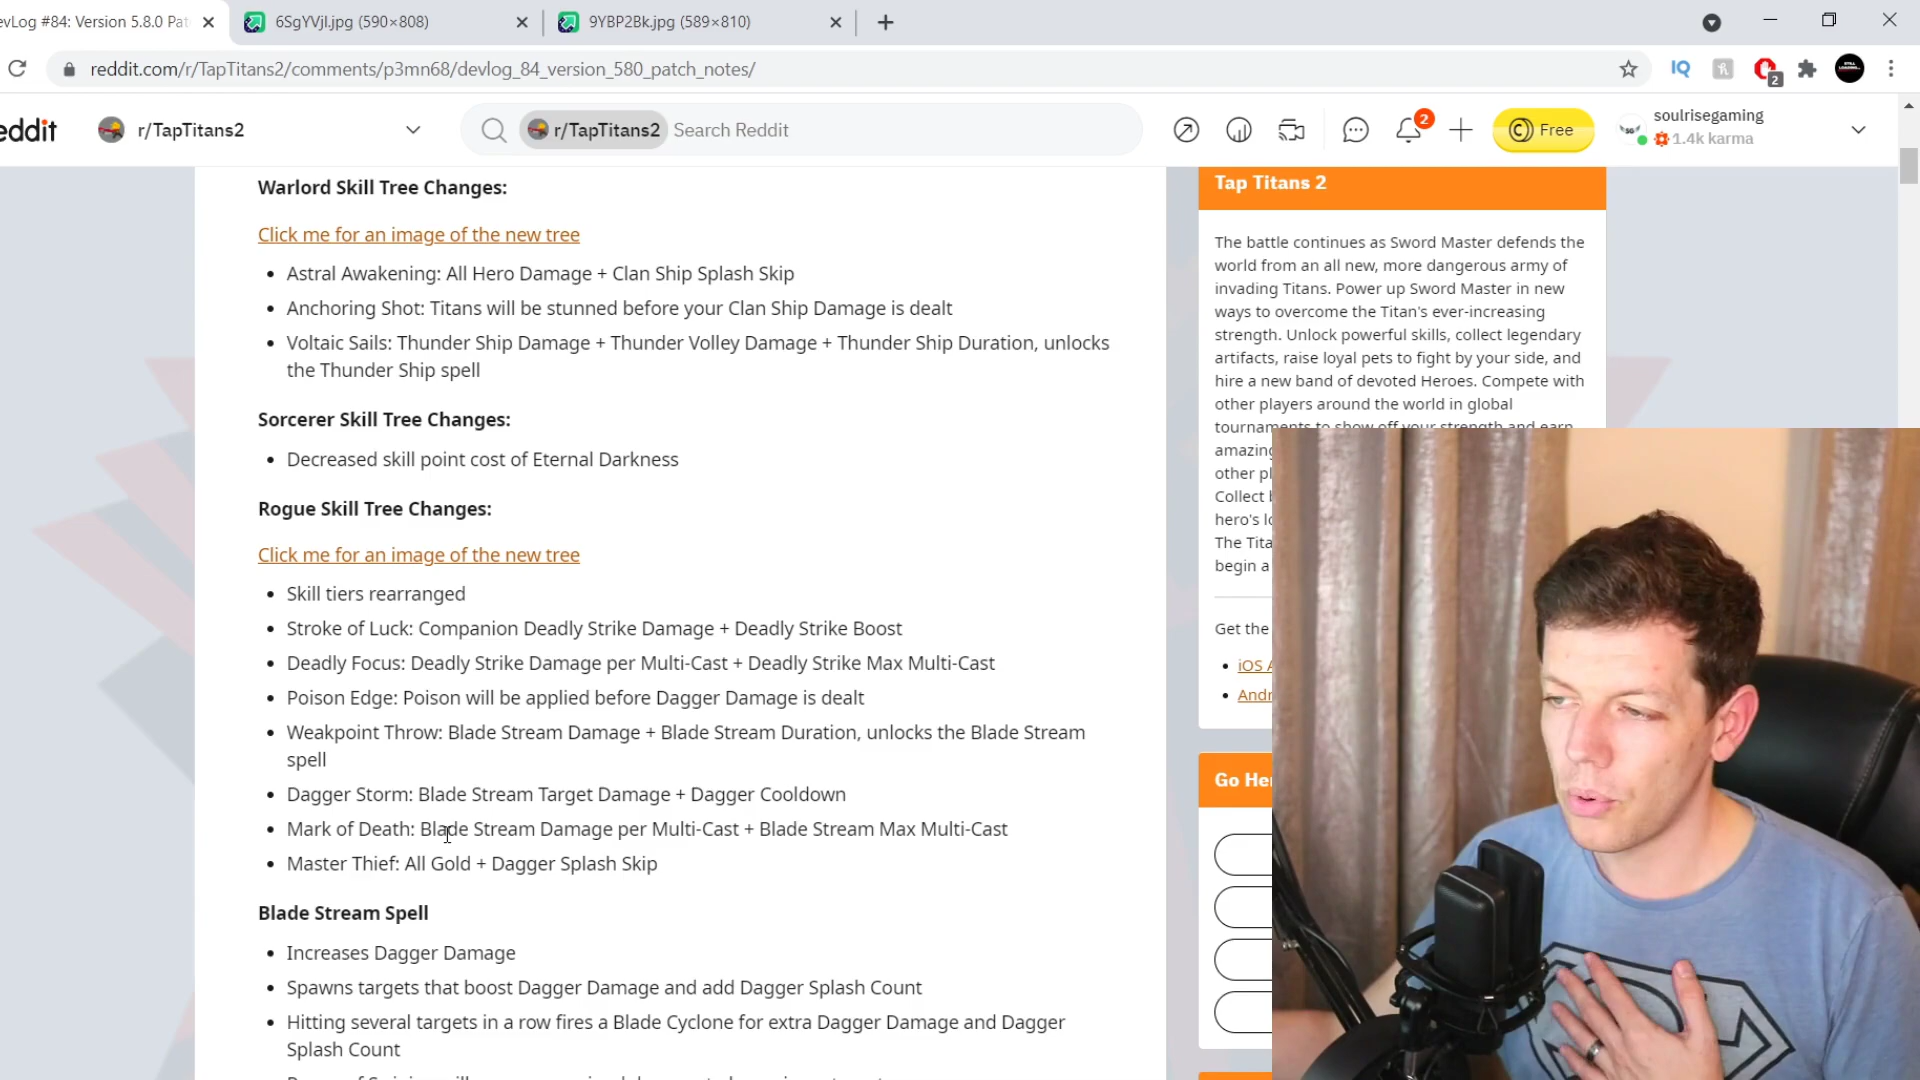 evLog #84: Version 5.8.0 Pat
6SgYVjI.jpg (590×808)
9YBP2Bk.jpg (589×810)
reddit.com/r/TapTitans2/comments/p3mn68/devlog_84_version_580_patch_notes/
IQ
2
eddit
r/TapTitans2
r/TapTitans2 Search Reddit
2
Free
soulrisegaming
1.4k karma
Warlord Skill Tree Changes:
Click me for an image of the new tree
• Astral Awakening: All Hero Damage + Clan Ship Splash Skip
• Anchoring Shot: Titans will be stunned before your Clan Ship Damage is dealt
• Voltaic Sails: Thunder Ship Damage + Thunder Volley Damage + Thunder Ship Duration, unlocks
the Thunder Ship spell
Sorcerer Skill Tree Changes:
• Decreased skill point cost of Eternal Darkness
Rogue Skill Tree Changes:
Click me for an image of the new tree
• Skill tiers rearranged
• Stroke of Luck: Companion Deadly Strike Damage + Deadly Strike Boost
• Deadly Focus: Deadly Strike Damage per Multi-Cast + Deadly Strike Max Multi-Cast
• Poison Edge: Poison will be applied before Dagger Damage is dealt
• Weakpoint Throw: Blade Stream Damage + Blade Stream Duration, unlocks the Blade Stream
spell
• Dagger Storm: Blade Stream Target Damage + Dagger Cooldown
• Mark of Death: Blade Stream Damage per Multi-Cast + Blade Stream Max Multi-Cast
• Master Thief: All Gold + Dagger Splash Skip
Blade Stream Spell
• Increases Dagger Damage
• Spawns targets that boost Dagger Damage and add Dagger Splash Count
• Hitting several targets in a row fires a Blade Cyclone for extra Dagger Damage and Dagger
Splash Count
Tap Titans 2
The battle continues as Sword Master defends the
world from an all new, more dangerous army of
invading Titans. Power up Sword Master in new
ways to overcome the Titan's ever-increasing
strength. Unlock powerful skills, collect legendary
artifacts, raise loyal pets to fight by your side, and
hire a new band of devoted Heroes. Compete with
other players around the world in global
tournaments to show off your strength and earn
amazing
other pl
Collect
hero's lo
The Tita
begin a
Get the
• iOS A
• Andr
Go He